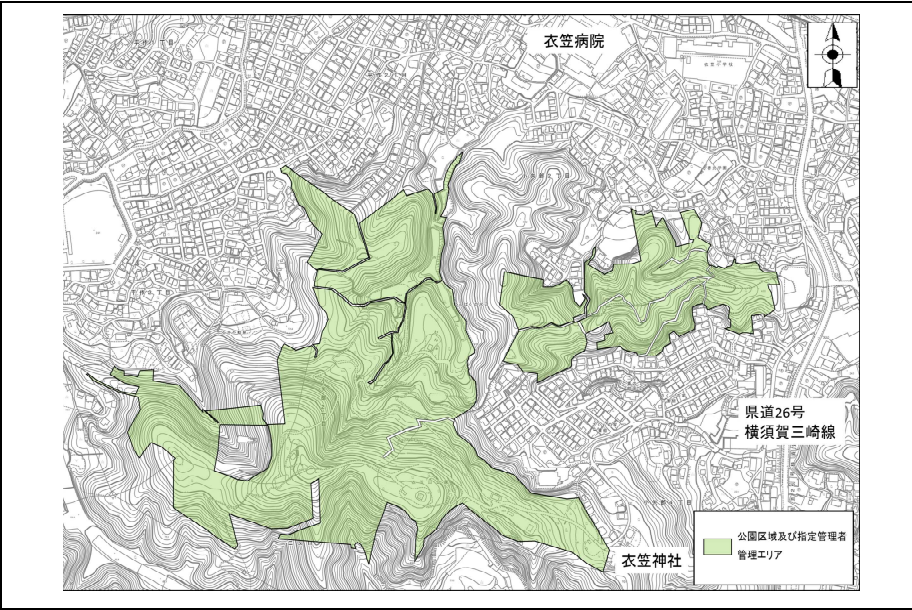 衣笠病院
県道26号
横須賀三崎線
衣笠神社
公園区域及び指定管理者
管理エリア